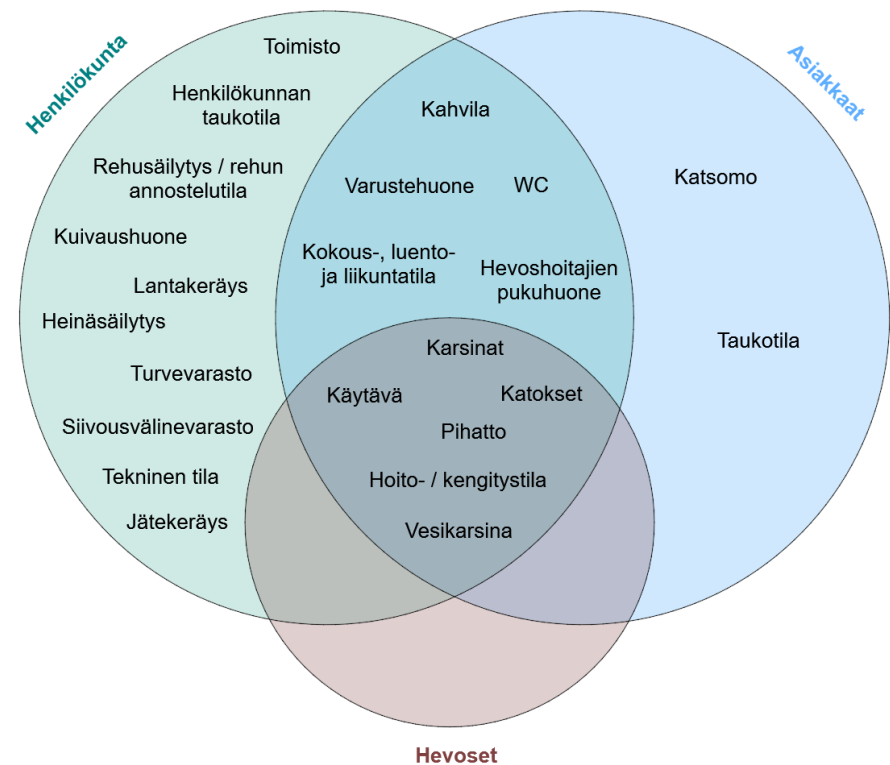 Henkilökunta
Asiakkaat
Toimisto
Henkilökunnan
taukotila
Rehusäilytys / rehun
annostelutila
Kuivaushuone
Lantakeräys
Heinäsäilytys
Turvevarasto
Siivousvälinevarasto
Tekninen tila
Jätekeräys
Kahvila
Varustehuone
WC
Kokous-, luento-
ja liikuntatila
Hevoshoitajien
pukuhuone
Katsomo
Taukotila
Karsinat
Käytävä
Katokset
Pihatto
Hoito- / kengitystila
Vesikarsina
Hevoset